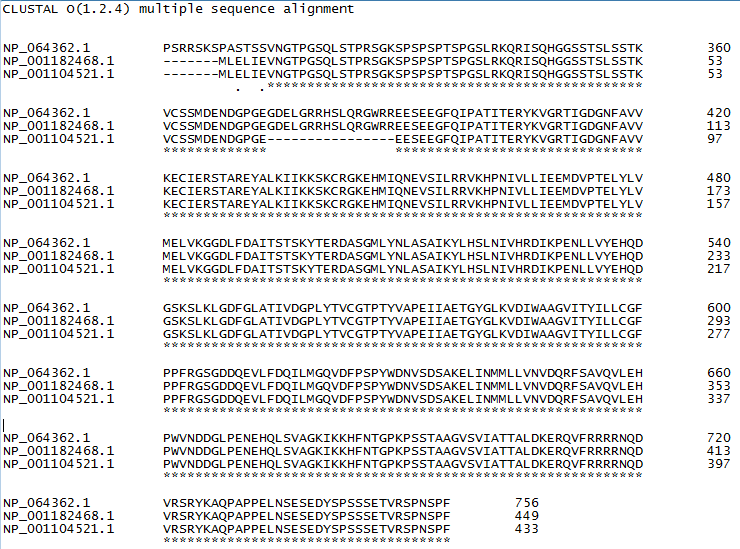 CLUSTAL O(1.2.4) multiple sequence alignment
NP_064362.1 PSRRSKSPASTSSVNGTPGSQLSTPRSGKSPSPSPTSPGSLRKQRISQHGGSSTSLSSTK 360
NP_001182468.1 -------MLELIEVNGTPGSQLSTPRSGKSPSPSPTSPGSLRKQRISQHGGSSTSLSSTK 53
NP_001104521.1 -------MLELIEVNGTPGSQLSTPRSGKSPSPSPTSPGSLRKQRISQHGGSSTSLSSTK 53
. . ***********************************************
NP_064362.1 VCSSMDENDGPGEGDELGRRHSLQRGWRREESEEGFQIPATITERYKVGRTIGDGNFAVV 420
NP_001182468.1 VCSSMDENDGPGEGDELGRRHSLQRGWRREESEEGFQIPATITERYKVGRTIGDGNFAVV 113
NP_001104521.1 VCSSMDENDGPGE----------------EESEEGFQIPATITERYKVGRTIGDGNFAVV 97
************* *******************************
NP_064362.1 KECIERSTAREYALKIIKKSKCRGKEHMIQNEVSILRRVKHPNIVLLIEEMDVPTELYLV 480
NP_001182468.1 KECIERSTAREYALKIIKKSKCRGKEHMIQNEVSILRRVKHPNIVLLIEEMDVPTELYLV 173
NP_001104521.1 KECIERSTAREYALKIIKKSKCRGKEHMIQNEVSILRRVKHPNIVLLIEEMDVPTELYLV 157
************************************************************
NP_064362.1 MELVKGGDLFDAITSTSKYTERDASGMLYNLASAIKYLHSLNIVHRDIKPENLLVYEHQD 540
NP_001182468.1 MELVKGGDLFDAITSTSKYTERDASGMLYNLASAIKYLHSLNIVHRDIKPENLLVYEHQD 233
NP_001104521.1 MELVKGGDLFDAITSTSKYTERDASGMLYNLASAIKYLHSLNIVHRDIKPENLLVYEHQD 217
************************************************************
NP_064362.1 GSKSLKLGDFGLATIVDGPLYTVCGTPTYVAPEIIAETGYGLKVDIWAAGVITYILLCGF 600
NP_001182468.1 GSKSLKLGDFGLATIVDGPLYTVCGTPTYVAPEIIAETGYGLKVDIWAAGVITYILLCGF 293
NP_001104521.1 GSKSLKLGDFGLATIVDGPLYTVCGTPTYVAPEIIAETGYGLKVDIWAAGVITYILLCGF 277
************************************************************
NP_064362.1 PPFRGSGDDQEVLFDQILMGQVDFPSPYWDNVSDSAKELINMMLLVNVDQRFSAVQVLEH 660
NP_001182468.1 PPFRGSGDDQEVLFDQILMGQVDFPSPYWDNVSDSAKELINMMLLVNVDQRFSAVQVLEH 353
NP_001104521.1 PPFRGSGDDQEVLFDQILMGQVDFPSPYWDNVSDSAKELINMMLLVNVDQRFSAVQVLEH 337
************************************************************
NP_064362.1 PWVNDDGLPENEHQLSVAGKIKKHFNTGPKPSSTAAGVSVIATTALDKERQVFRRRRNQD 720
NP_001182468.1 PWVNDDGLPENEHQLSVAGKIKKHFNTGPKPSSTAAGVSVIATTALDKERQVFRRRRNQD 413
NP_001104521.1 PWVNDDGLPENEHQLSVAGKIKKHFNTGPKPSSTAAGVSVIATTALDKERQVFRRRRNQD 397
************************************************************
NP_064362.1 VRSRYKAQPAPPELNSESEDYSPSSSETVRSPNSPF 756
NP_001182468.1 VRSRYKAQPAPPELNSESEDYSPSSSETVRSPNSPF 449
NP_001104521.1 VRSRYKAQPAPPELNSESEDYSPSSSETVRSPNSPF 433
************************************